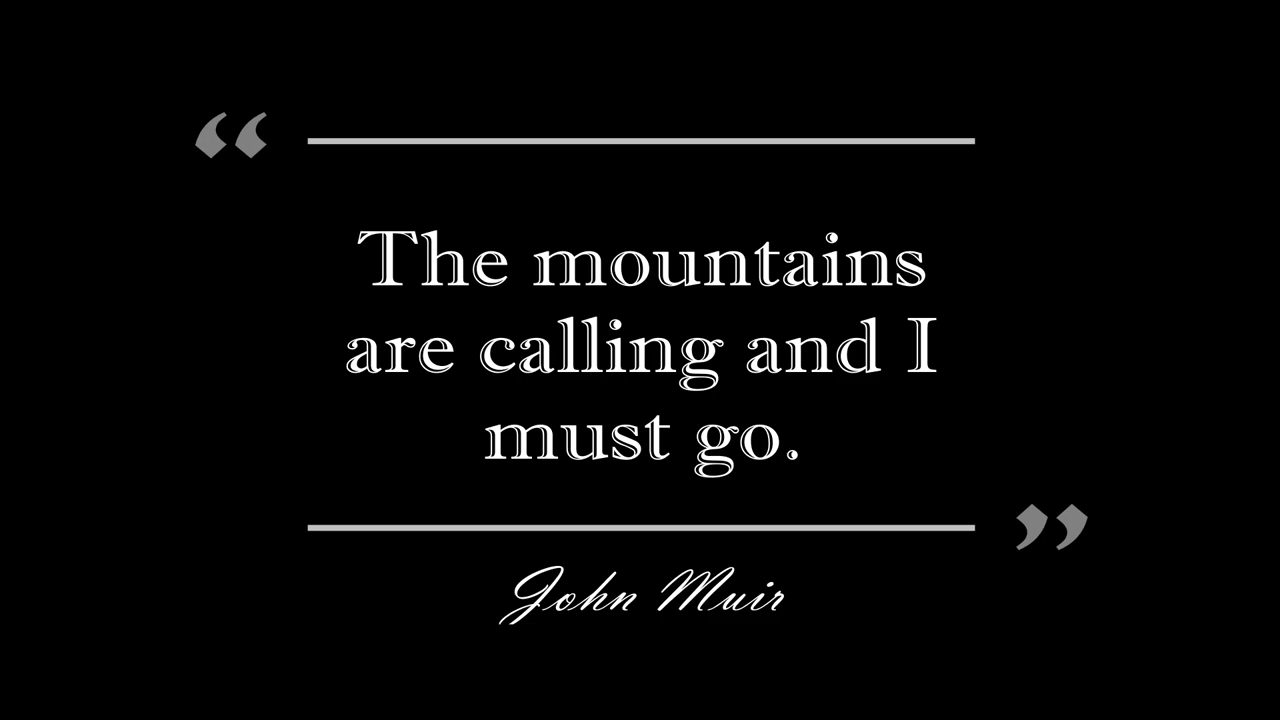 “
The mountains
are calling and I
must go.
”
John Muir